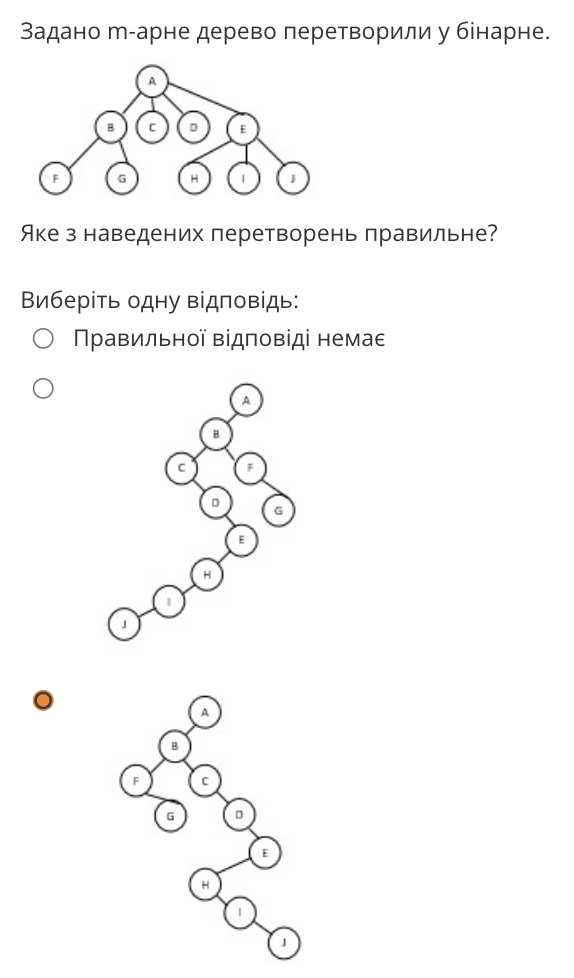 Задано m-арне дерево перетворили у бінарне.
A
B C D E
F G H I J
Яке з наведених перетворень правильне?
Виберіть одну відповідь:
Правильної відповіді немає
A
B
C F
D G
E
H
I
J
A
B
F C
G D
E
H
I
J